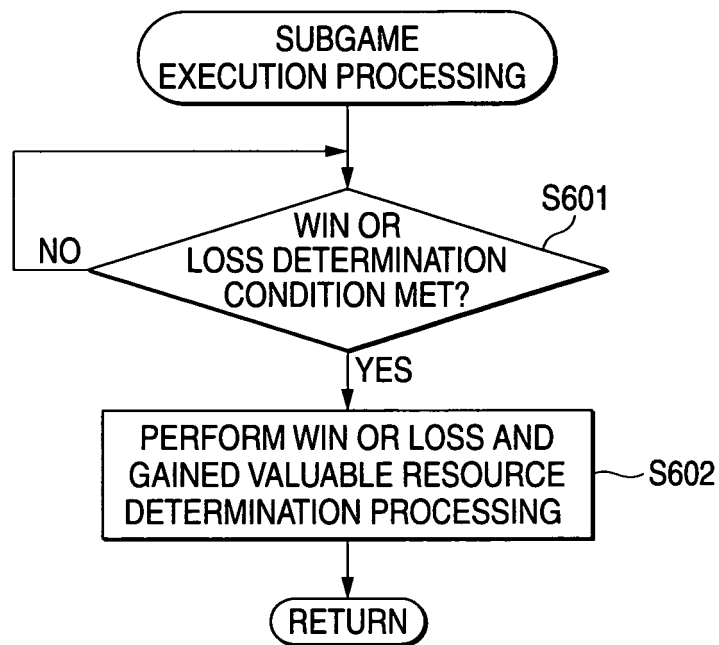 SUBGAME
EXECUTION PROCESSING
S601
WIN OR
LOSS DETERMINATION
CONDITION MET?
NO
YES
PERFORM WIN OR LOSS AND
GAINED VALUABLE RESOURCE
DETERMINATION PROCESSING
S602
RETURN